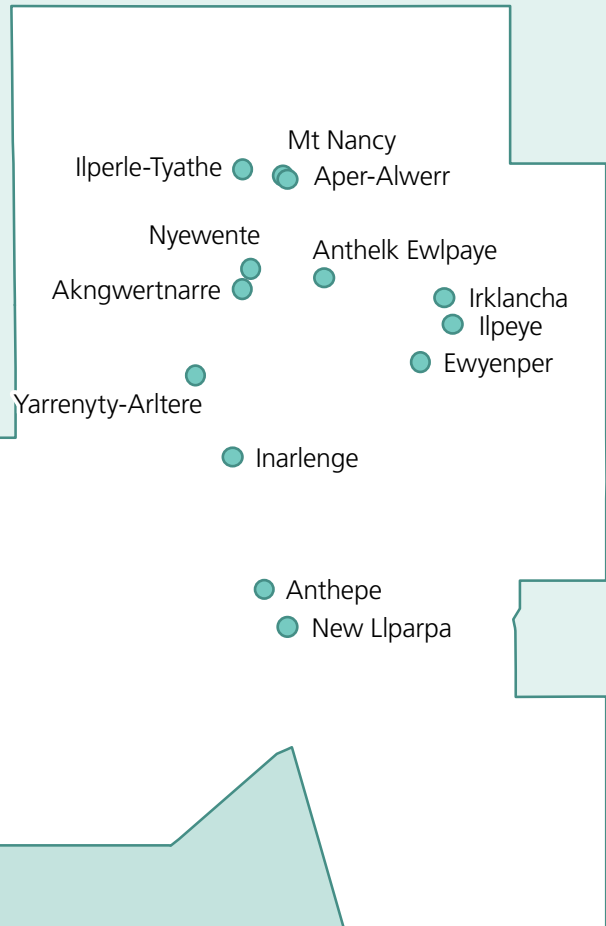 Mt Nancy
Ilperle-Tyathe
Aper-Alwerr
Nyewente
Anthelk Ewlpaye
Akngwertnarre
Irklancha
Ilpeye
Ewyenper
Yarrenyty-Arltere
Inarlenge
Anthepe
New Llparpa